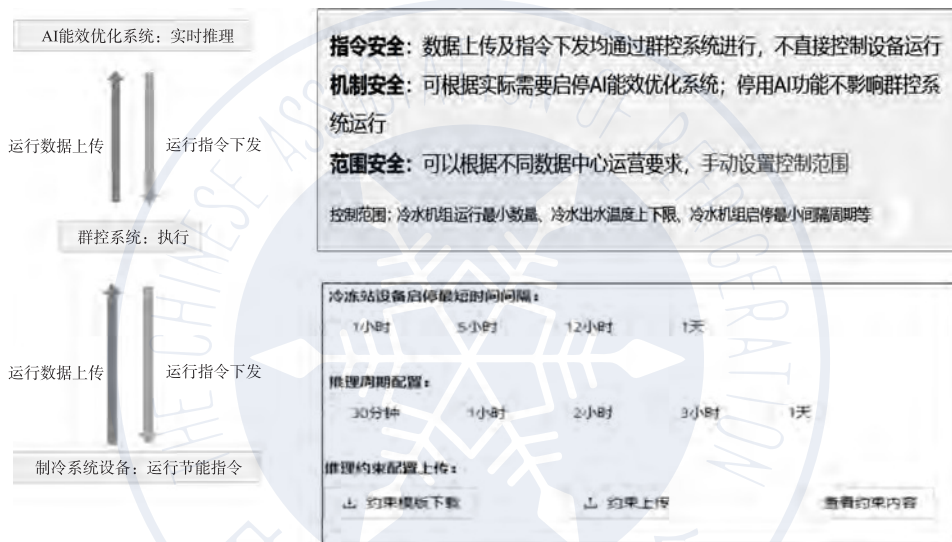 AI能效优化系统：实时推理
运行数据上传
运行指令下发
群控系统：执行
运行数据上传
运行指令下发
制冷系统设备：运行节能指令
指令安全：数据上传及指令下发均通过群控系统进行，不直接控制设备运行
机制安全：可根据实际需要启停AI能效优化系统；停用AI功能不影响群控系
统运行
范围安全：可以根据不同数据中心运营要求，手动设置控制范围
控制范围：冷水机组运行最小数量、冷水出水温度上下限、冷水机组启停最小间隔周期等
冷冻站设备启停最短时间间隔：
1小时 5小时 12小时 1天
推理周期配置：
30分钟 1小时 2小时 3小时 1天
推理约束配置上传：
约束模版下载 约束上传 查看约束内容
THE CHINESE ASSOCIATION OF REFRIGERATION